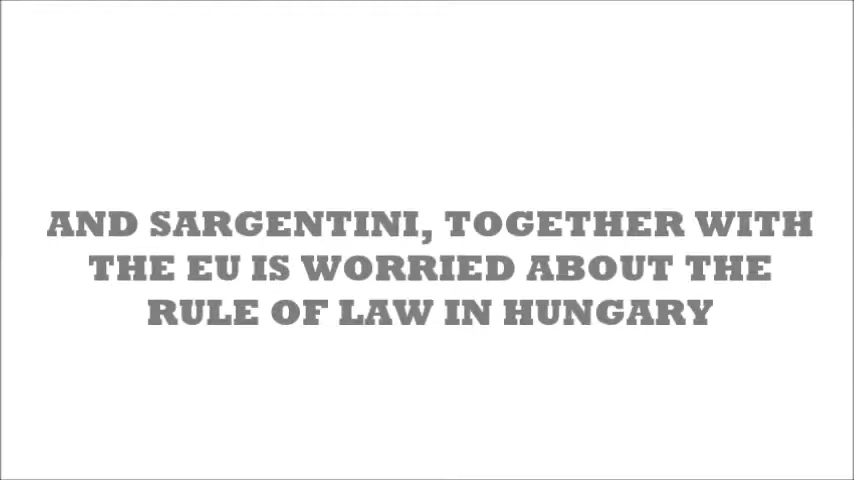 AND SARGENTINI, TOGETHER WITH
THE EU IS WORRIED ABOUT THE
RULE OF LAW IN HUNGARY